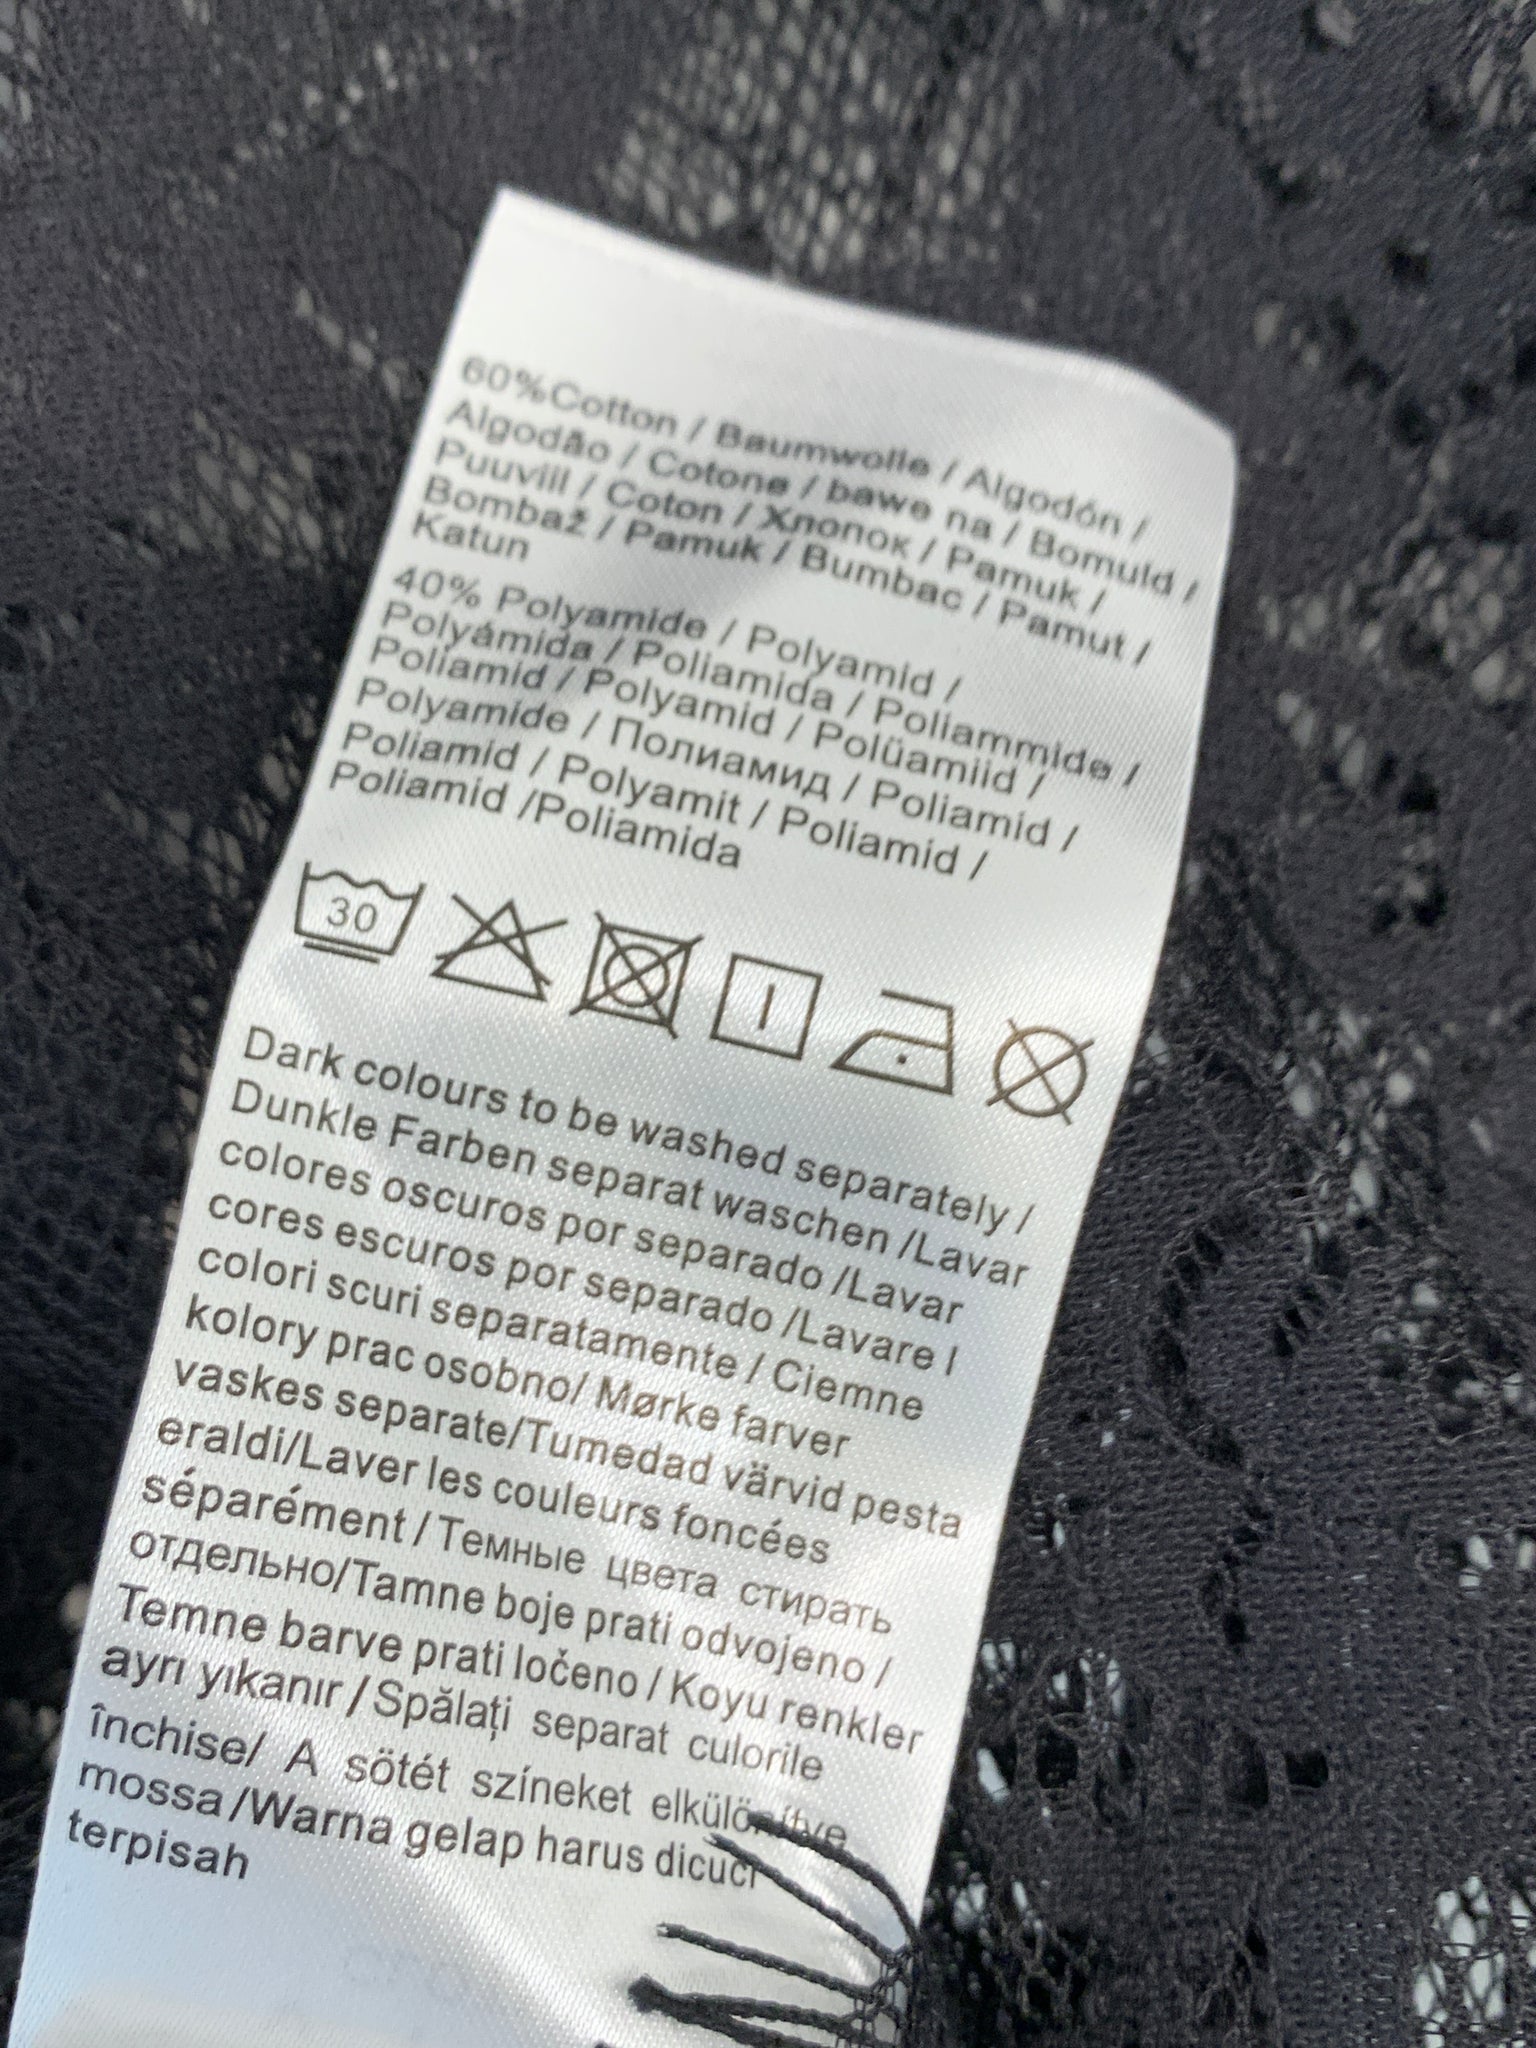 60%Cotton / Baumwolle / Algodón /
Algodão / Cotone / bawe na / Bomuld /
Puuvill / Coton / Хлопок / Pamuk /
Bombaž / Pamuk / Bumbac / Pamut /
Katun
40% Polyamide / Polyamid /
Polyámida / Poliamida / Poliammide /
Poliamid / Polyamid / Polüamiid /
Polyamide / Полиамид / Poliamid /
Poliamid / Polyamit / Poliamid /
Poliamid /Poliamida
30
Dark colours to be washed separately /
Dunkle Farben separat waschen /Lavar
colores oscuros por separado /Lavar
cores escuros por separado /Lavare I
colori scuri separatamente / Ciemne
kolory prac osobno/ Mørke farver
vaskes separate/Tumedad värvid pesta
eraldi/Laver les couleurs foncées
séparément / Темные цвета стирать
отдельно/Tamne boje prati odvojeno /
Temne barve prati ločeno / Koyu renkler
ayrı yıkanır / Spălați separat culorile
închise/ A sötét színeket elkülönítve
mossa /Warna gelap harus dicuci
terpisah